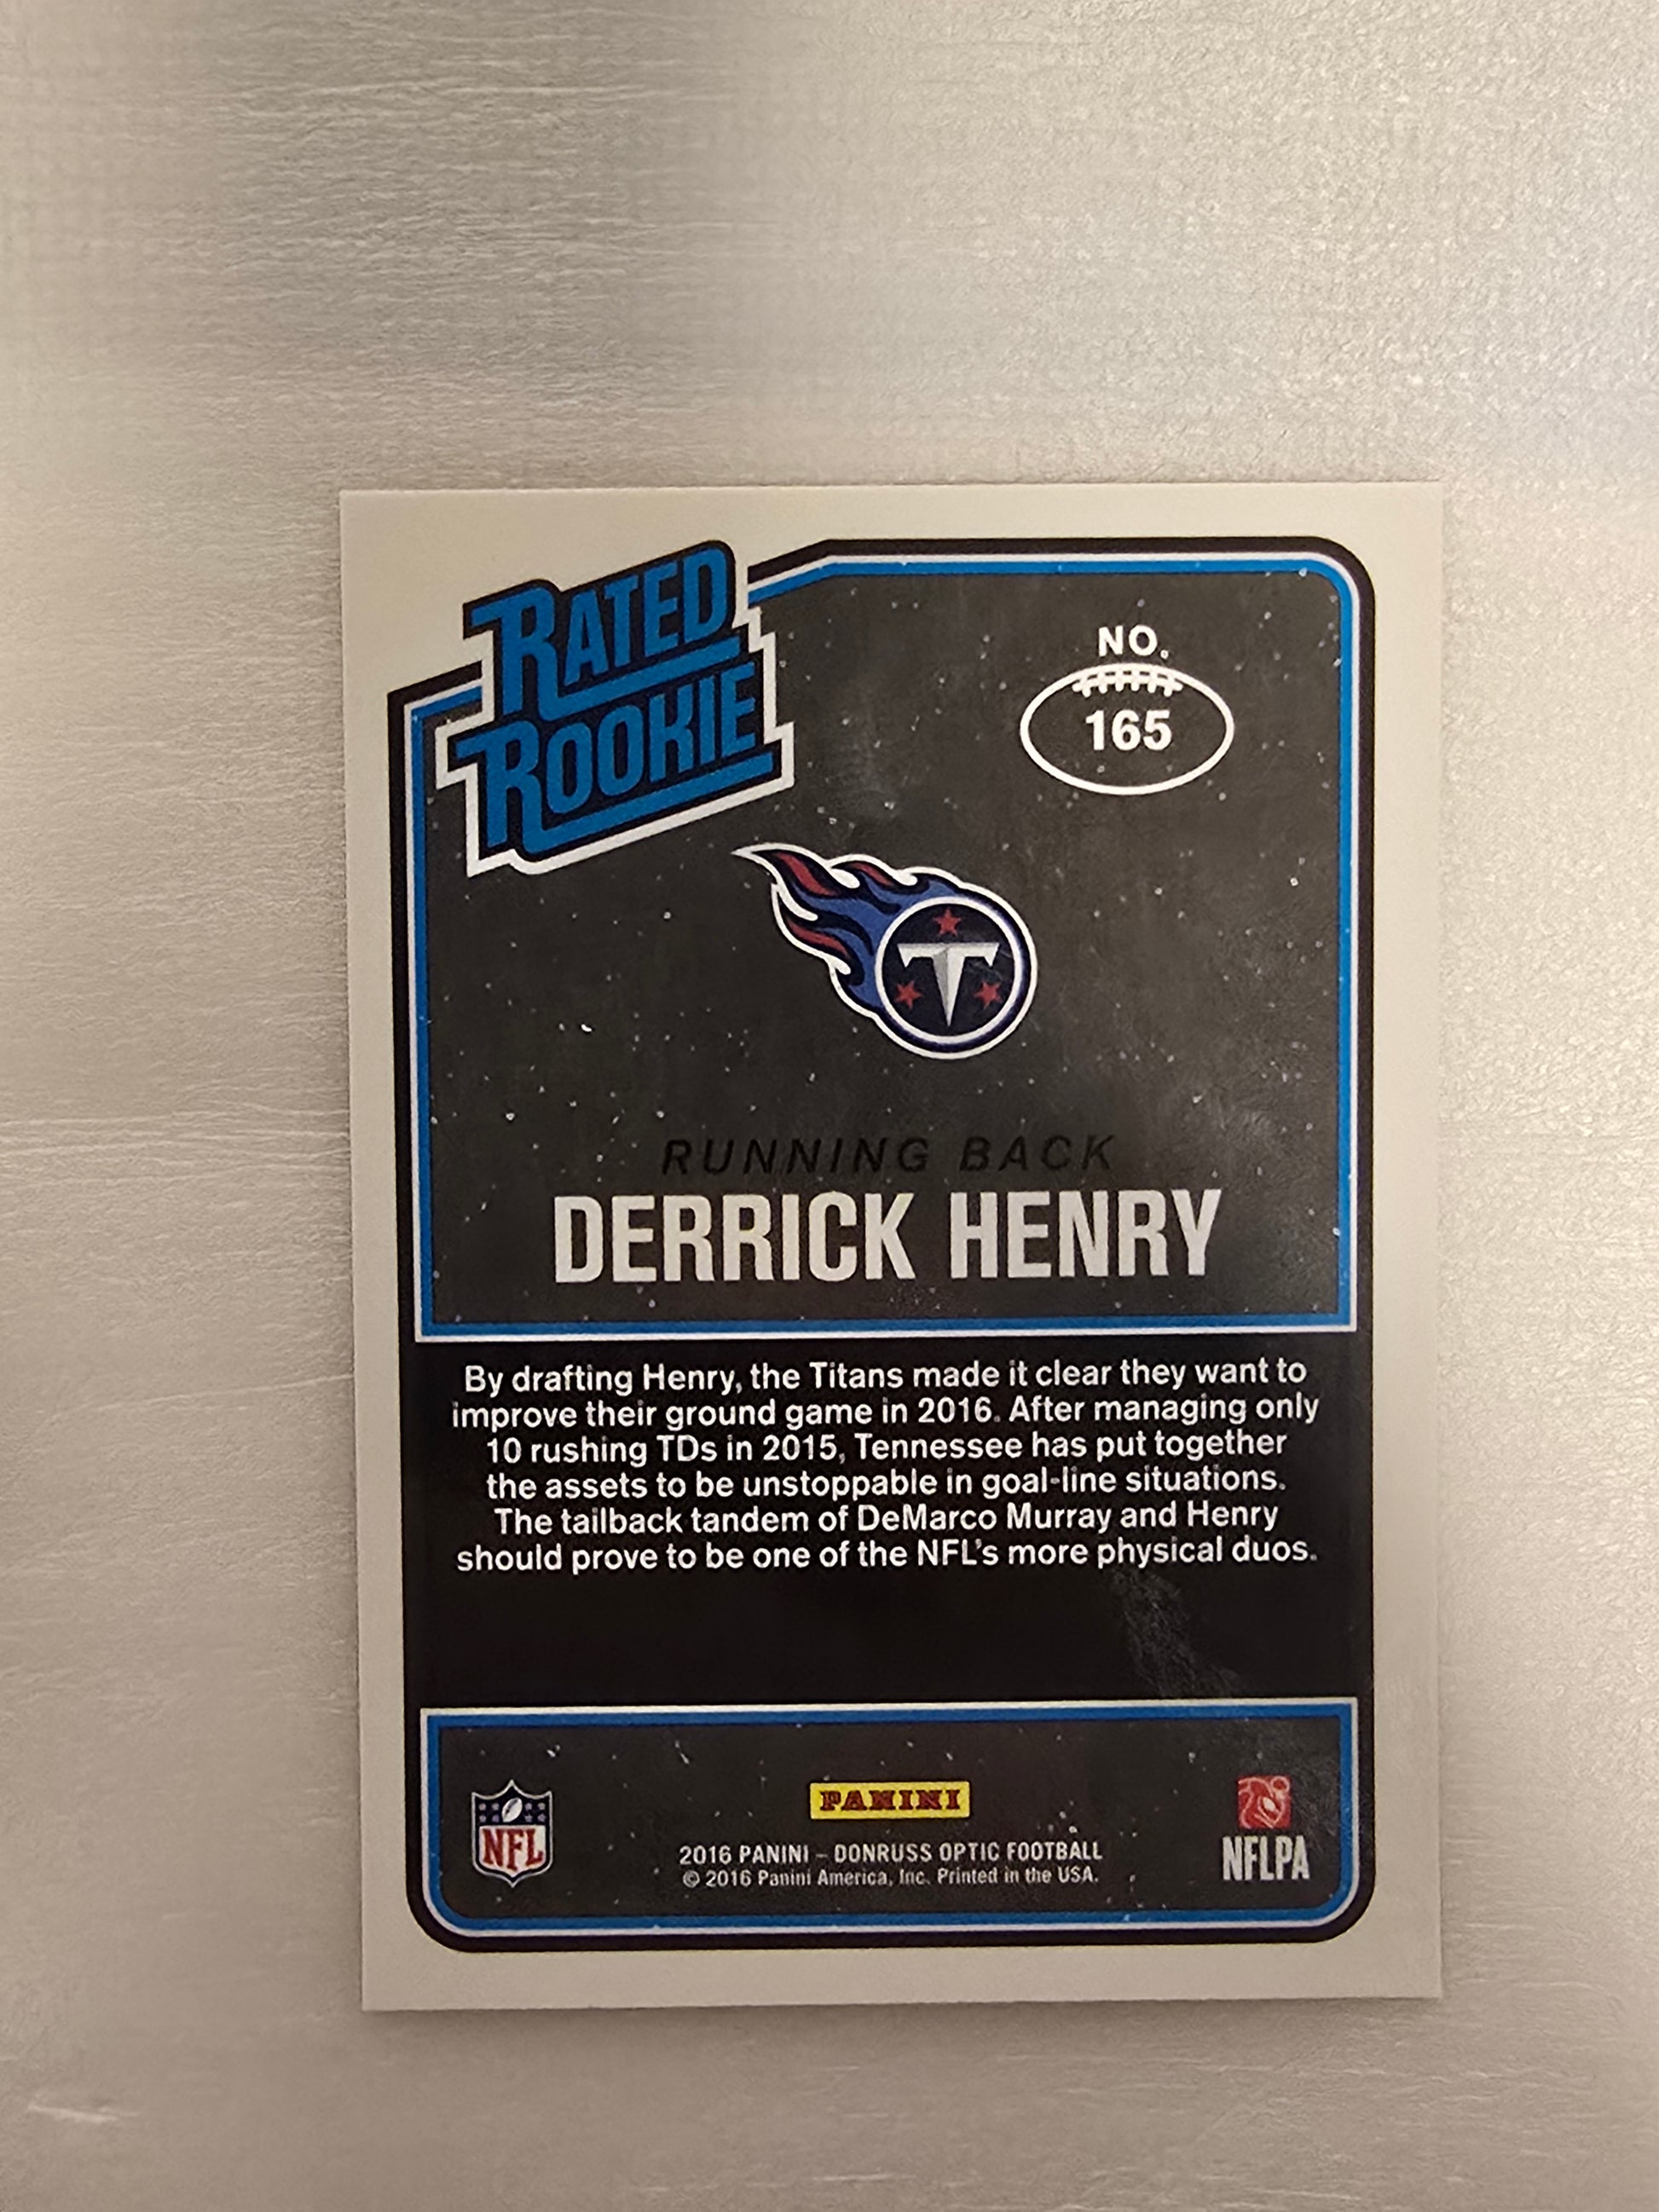 RATED
ROOKIE
NO.
165
T
RUNNING BACK
DERRICK HENRY
By drafting Henry, the Titans made it clear they want to
improve their ground game in 2016. After managing only
10 rushing TDs in 2015, Tennessee has put together
the assets to be unstoppable in goal-line situations.
The tailback tandem of DeMarco Murray and Henry
should prove to be one of the NFL's more physical duos.
NFL
PANINI
2016 PANINI – DONRUSS OPTIC FOOTBALL
© 2016 Panini America, Inc. Printed in the USA.
NFLPA